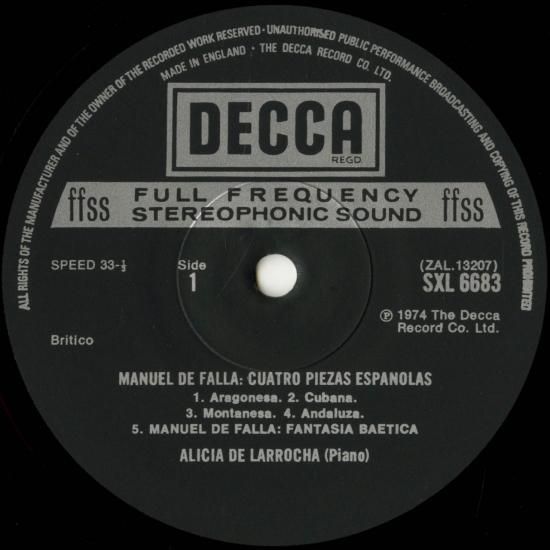 ALL RIGHTS OF THE MANUFACTURER AND OF THE OWNER OF THE RECORDED WORK RESERVED · UNAUTHORISED PUBLIC PERFORMANCE BROADCASTING AND COPYING OF THIS RECORD PROHIBITED
MADE IN ENGLAND · THE DECCA RECORD CO. LTD.
DECCA
REGD.
ffss FULL FREQUENCY ffss
STEREOPHONIC SOUND
SPEED 33-⅓ Side (ZAL.13207)
1 SXL 6683
℗ 1974 The Decca
Record Co. Ltd.
Britico
MANUEL DE FALLA: CUATRO PIEZAS ESPANOLAS
1. Aragonesa. 2. Cubana.
3. Montanesa. 4. Andaluza.
5. MANUEL DE FALLA: FANTASIA BAETICA
ALICIA DE LARROCHA (Piano)